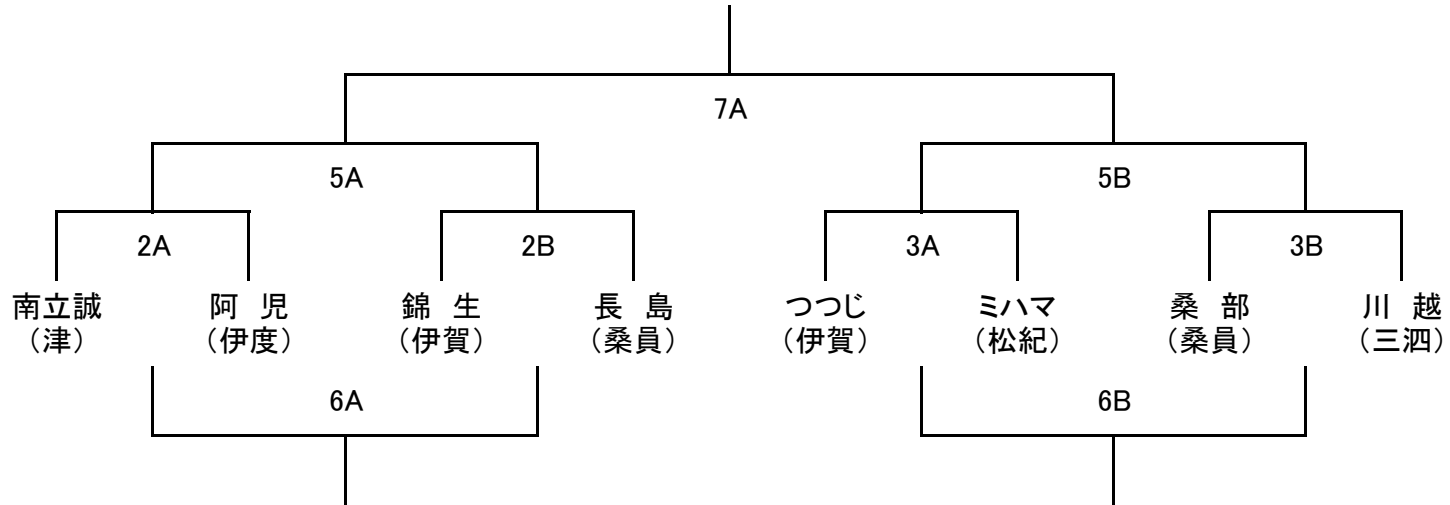 7A
5A
5B
2A
2B
3A
3B
南立誠
阿 児
錦 生
長 島
つつじ
ミハマ
桑 部
川 越
（津）
（伊度）
（伊賀）
（桑員）
（伊賀）
（松紀）
（桑員）
（三泗）
6A
6B